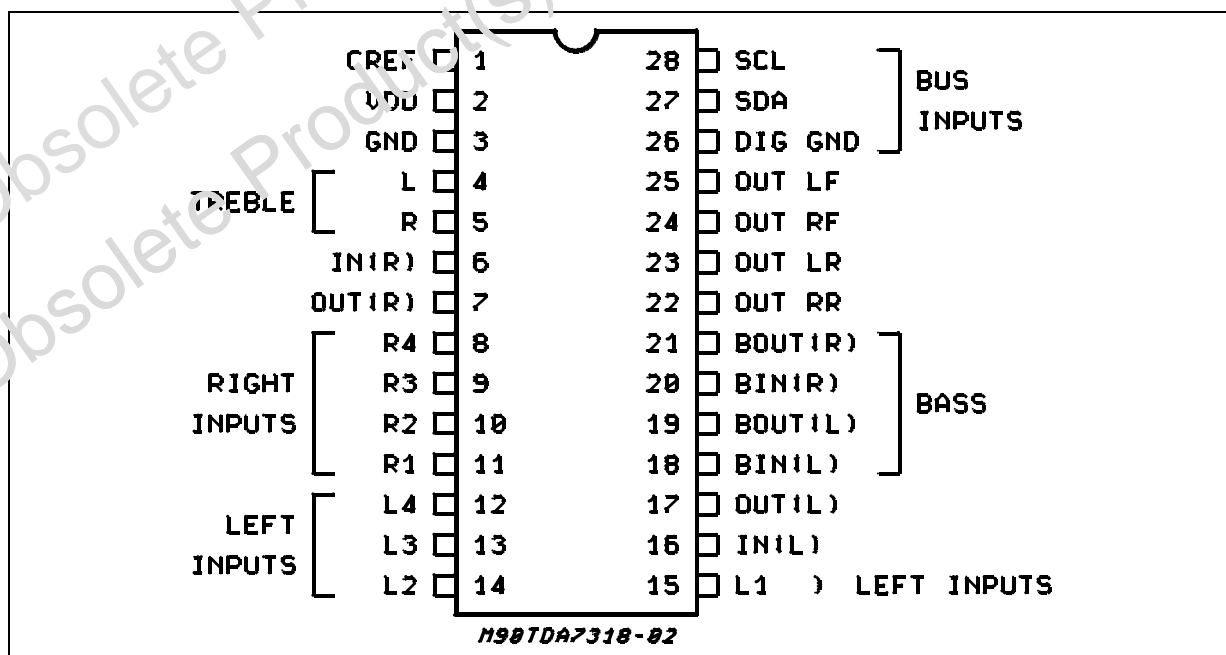 CREF 1 28 SCL
VDD 2 27 SDA
BUS INPUTS
GND 3 26 DIG GND
TREBLE
L 4 25 OUT LF
R 5 24 OUT RF
IN(R) 6 23 OUT LR
OUT(R) 7 22 OUT RR
RIGHT INPUTS
R4 8 21 BOUT(R)
R3 9 20 BIN(R)
BASS
R2 10 19 BOUT(L)
R1 11 18 BIN(L)
LEFT INPUTS
L4 12 17 OUT(L)
L3 13 16 IN(L)
L2 14 15 L1 ) LEFT INPUTS
M90TDA7318-02
Obsolete Product(s)
Obsolete Product(s)